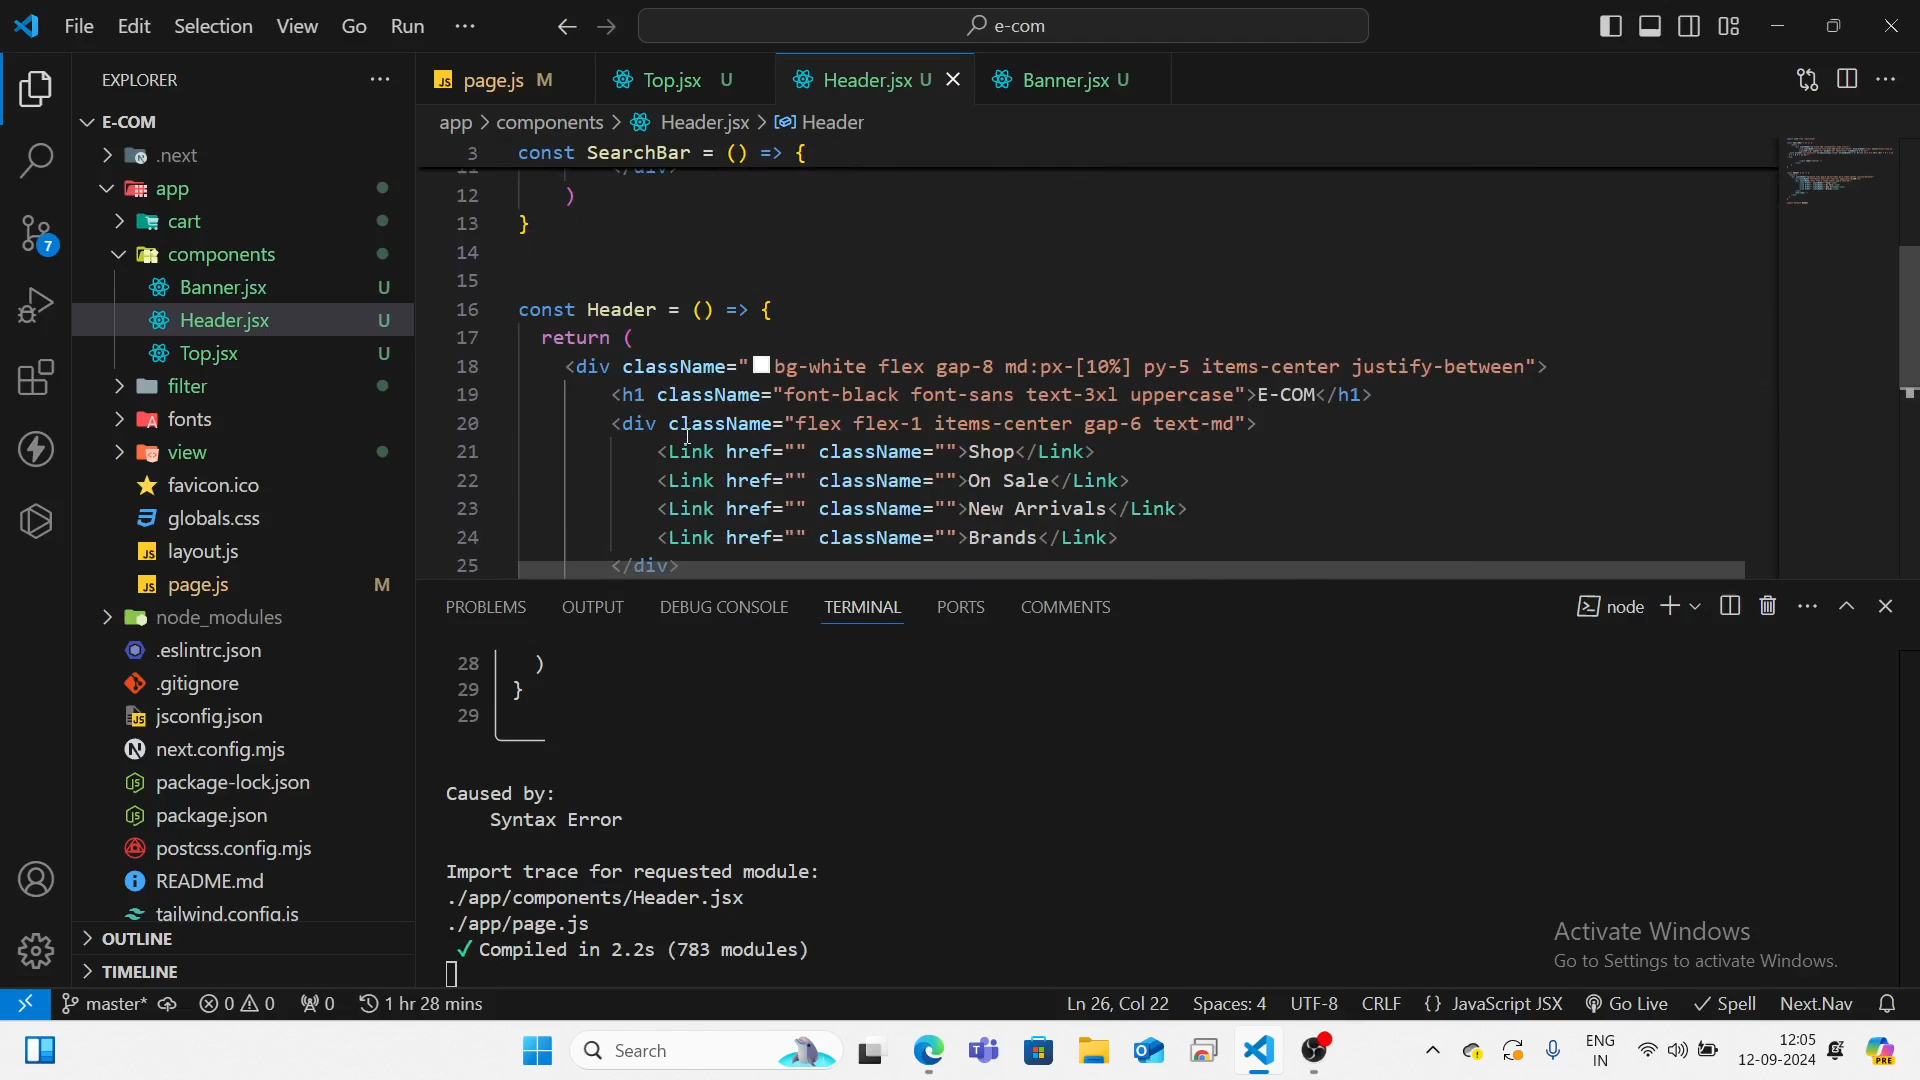 File Edit Selection View Go Run ··· e-com
EXPLORER ···
page.js M
Top.jsx U
Header.jsx U
Banner.jsx U
app > components > Header.jsx > Header
E-COM
.next
app
cart
components
Banner.jsx U
Header.jsx U
Top.jsx U
filter
fonts
view
favicon.ico
globals.css
layout.js
page.js M
node_modules
.eslintrc.json
.gitignore
jsconfig.json
next.config.mjs
package-lock.json
package.json
postcss.config.mjs
README.md
tailwind.config.js
OUTLINE
TIMELINE
7
3 const SearchBar = () => {
11 </div>
12 )
13 }
14
15
16 const Header = () => {
17 return (
18 <div className="bg-white flex gap-8 md:px-[10%] py-5 items-center justify-between">
19 <h1 className="font-black font-sans text-3xl uppercase">E-COM</h1>
20 <div className="flex flex-1 items-center gap-6 text-md">
21 <Link href="" className="">Shop</Link>
22 <Link href="" className="">On Sale</Link>
23 <Link href="" className="">New Arrivals</Link>
24 <Link href="" className="">Brands</Link>
25 </div>
PROBLEMS OUTPUT DEBUG CONSOLE TERMINAL PORTS COMMENTS node
28 )
29 }
29
Caused by:
Syntax Error
Import trace for requested module:
./app/components/Header.jsx
./app/page.js
✓ Compiled in 2.2s (783 modules)
Activate Windows
Go to Settings to activate Windows.
master* 0 0 0 1 hr 28 mins Ln 26, Col 22 Spaces: 4 UTF-8 CRLF {} JavaScript JSX Go Live Spell Next.Nav
Search
ENG
IN
12:05
12-09-2024
PRE